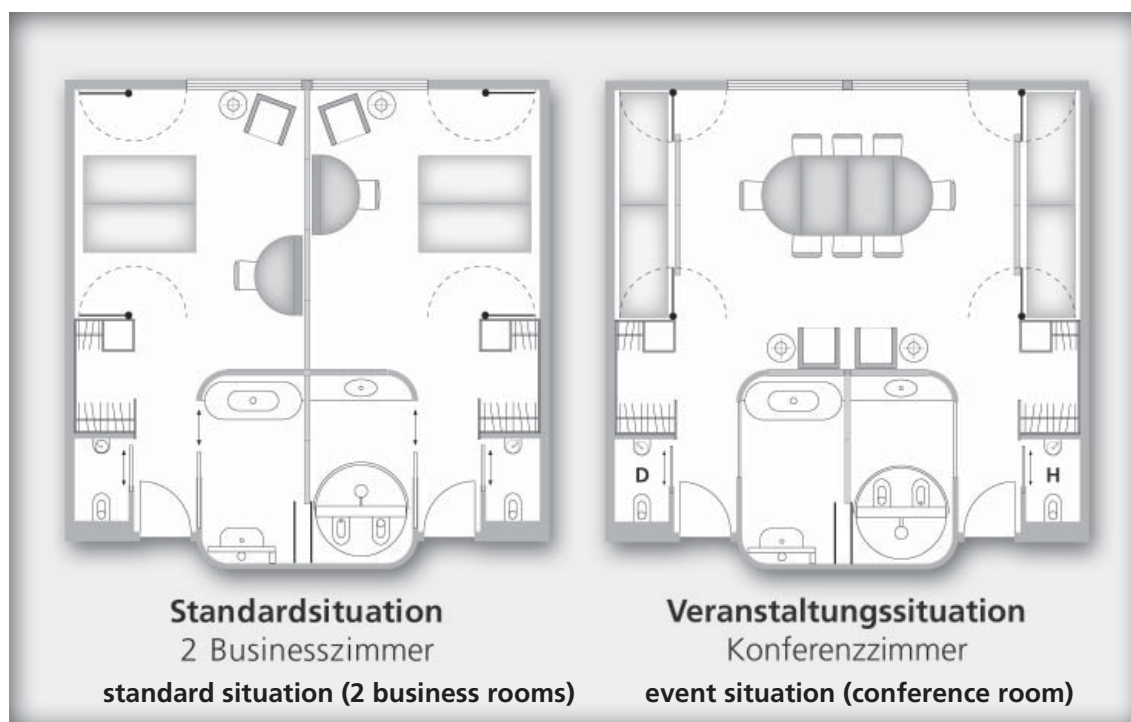 D
H
Standardsituation
2 Businesszimmer
standard situation (2 business rooms)
Veranstaltungssituation
Konferenzzimmer
event situation (conference room)